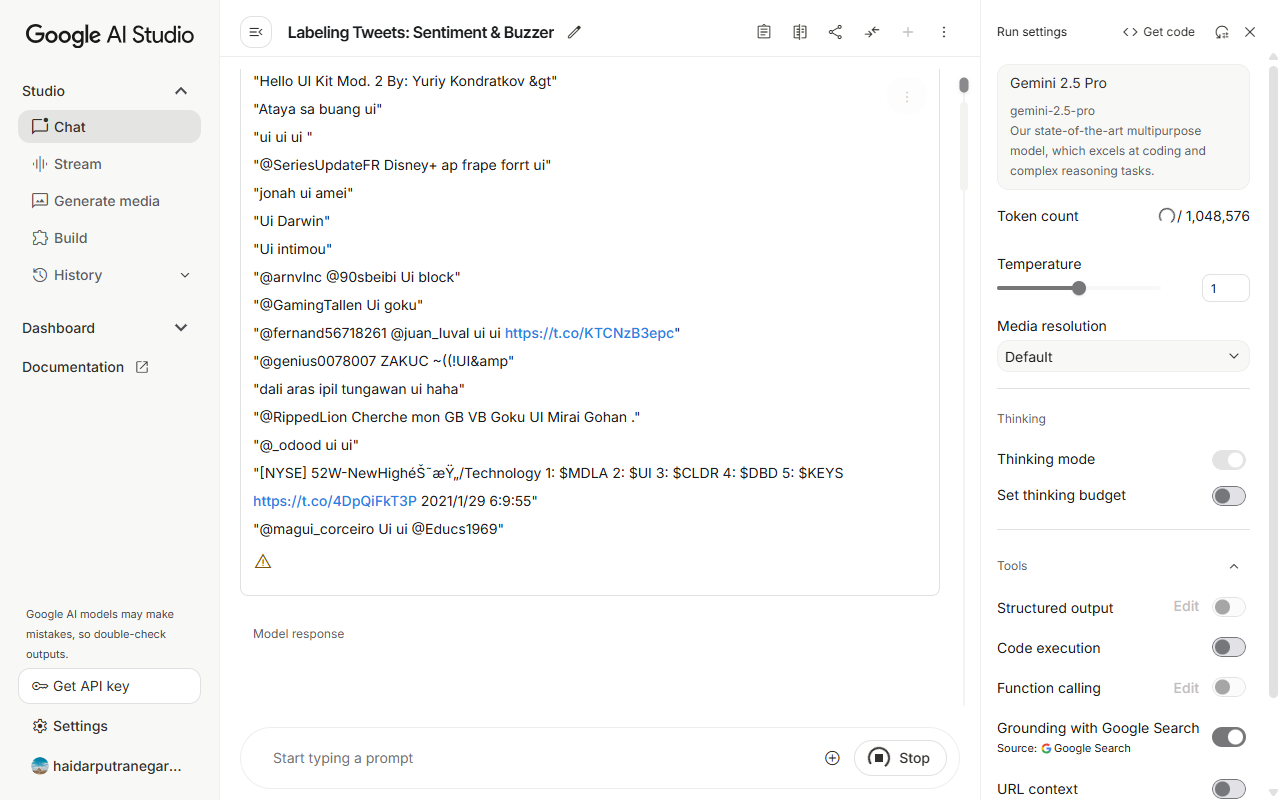 Google AI Studio
Studio
Chat
Stream
Generate media
Build
History
Dashboard
Documentation
Google AI models may make
mistakes, so double-check
outputs.
Get API key
Settings
haidarputranegar...
Labeling Tweets: Sentiment & Buzzer
"Hello UI Kit Mod. 2 By: Yuriy Kondratkov &gt"
"Ataya sa buang ui"
"ui ui ui "
"@SeriesUpdateFR Disney+ ap frape forrt ui"
"jonah ui amei"
"Ui Darwin"
"Ui intimou"
"@arnvlnc @90sbeibi Ui block"
"@GamingTallen Ui goku"
"@fernand56718261 @juan_luval ui ui https://t.co/KTCNzB3epc"
"@genius0078007 ZAKUC ~((!UI&amp"
"dali aras ipil tungawan ui haha"
"@RippedLion Cherche mon GB VB Goku UI Mirai Gohan ."
"@_odood ui ui"
"[NYSE] 52W-NewHighéŠ¯æŸ„/Technology 1: $MDLA 2: $UI 3: $CLDR 4: $DBD 5: $KEYS
https://t.co/4DpQiFkT3P 2021/1/29 6:9:55"
"@magui_corceiro Ui ui @Educs1969"
Model response
Start typing a prompt
Stop
Run settings
Get code
Gemini 2.5 Pro
gemini-2.5-pro
Our state-of-the-art multipurpose
model, which excels at coding and
complex reasoning tasks.
Token count
/ 1,048,576
Temperature
1
Media resolution
Default
Thinking
Thinking mode
Set thinking budget
Tools
Structured output
Edit
Code execution
Function calling
Edit
Grounding with Google Search
Source: Google Search
URL context